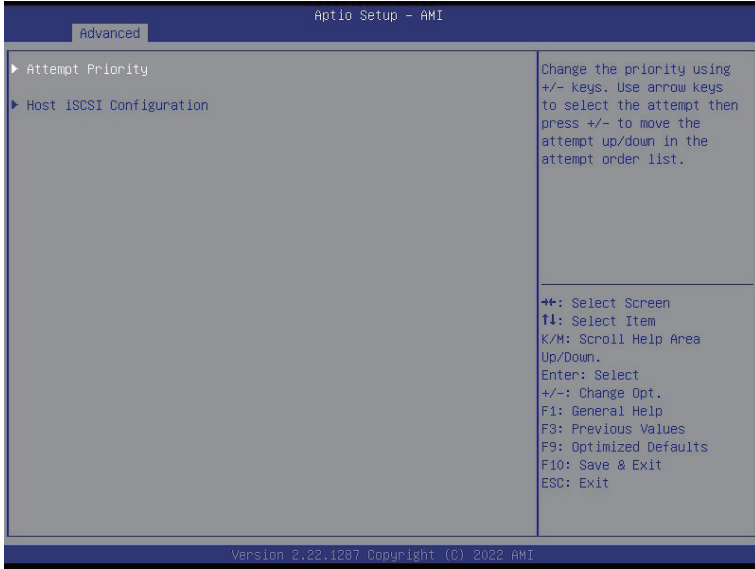 Aptio Setup – AMI
Advanced
▶ Attempt Priority
▶ Host iSCSI Configuration
Change the priority using
+/- keys. Use arrow keys
to select the attempt then
press +/- to move the
attempt up/down in the
attempt order list.
→←: Select Screen
↑↓: Select Item
K/M: Scroll Help Area
Up/Down.
Enter: Select
+/-: Change Opt.
F1: General Help
F3: Previous Values
F9: Optimized Defaults
F10: Save & Exit
ESC: Exit
Version 2.22.1287 Copyright (C) 2022 AMI